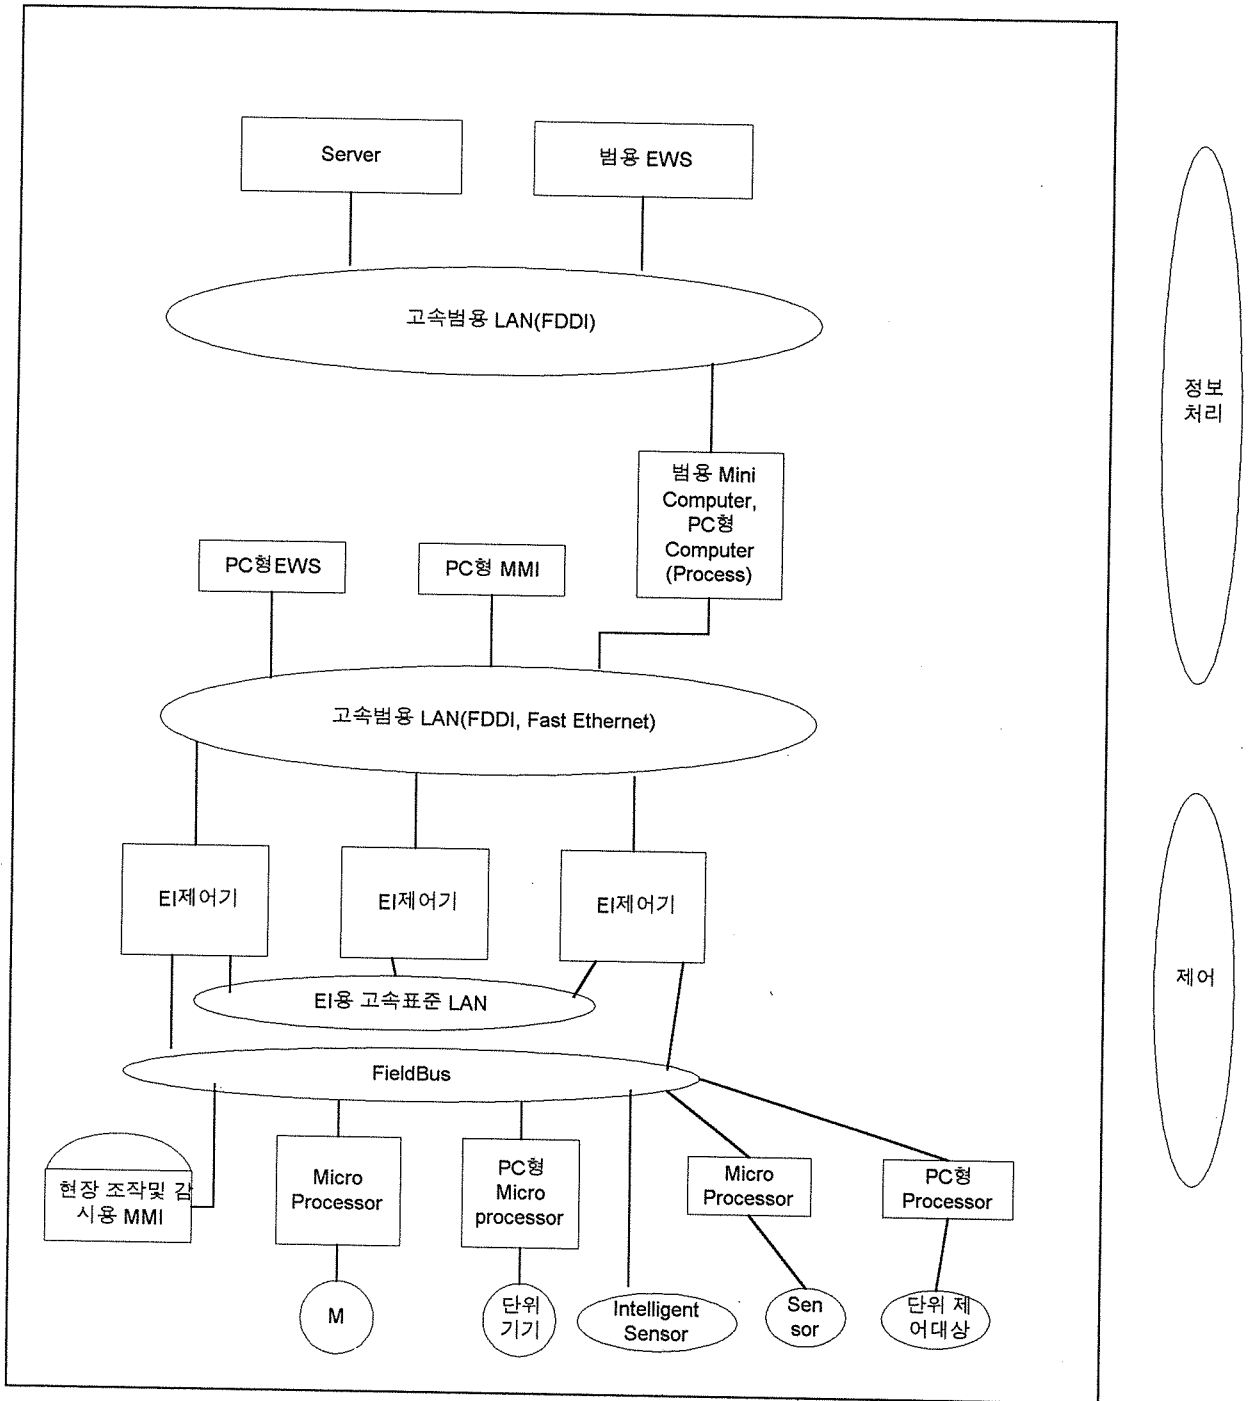 Server
범용 EWS
고속범용 LAN(FDDI)
정보
처리
범용 Mini
Computer,
PC형
Computer
(Process)
PC형EWS
PC형 MMI
고속범용 LAN(FDDI, Fast Ethernet)
EI제어기
EI제어기
EI제어기
제어
EI용 고속표준 LAN
FieldBus
현장 조작및 감
시용 MMI
Micro
Processor
PC형
Micro
processor
Micro
Processor
PC형
Processor
M
단위
기기
Intelligent
Sensor
Sen
sor
단위 제
어대상